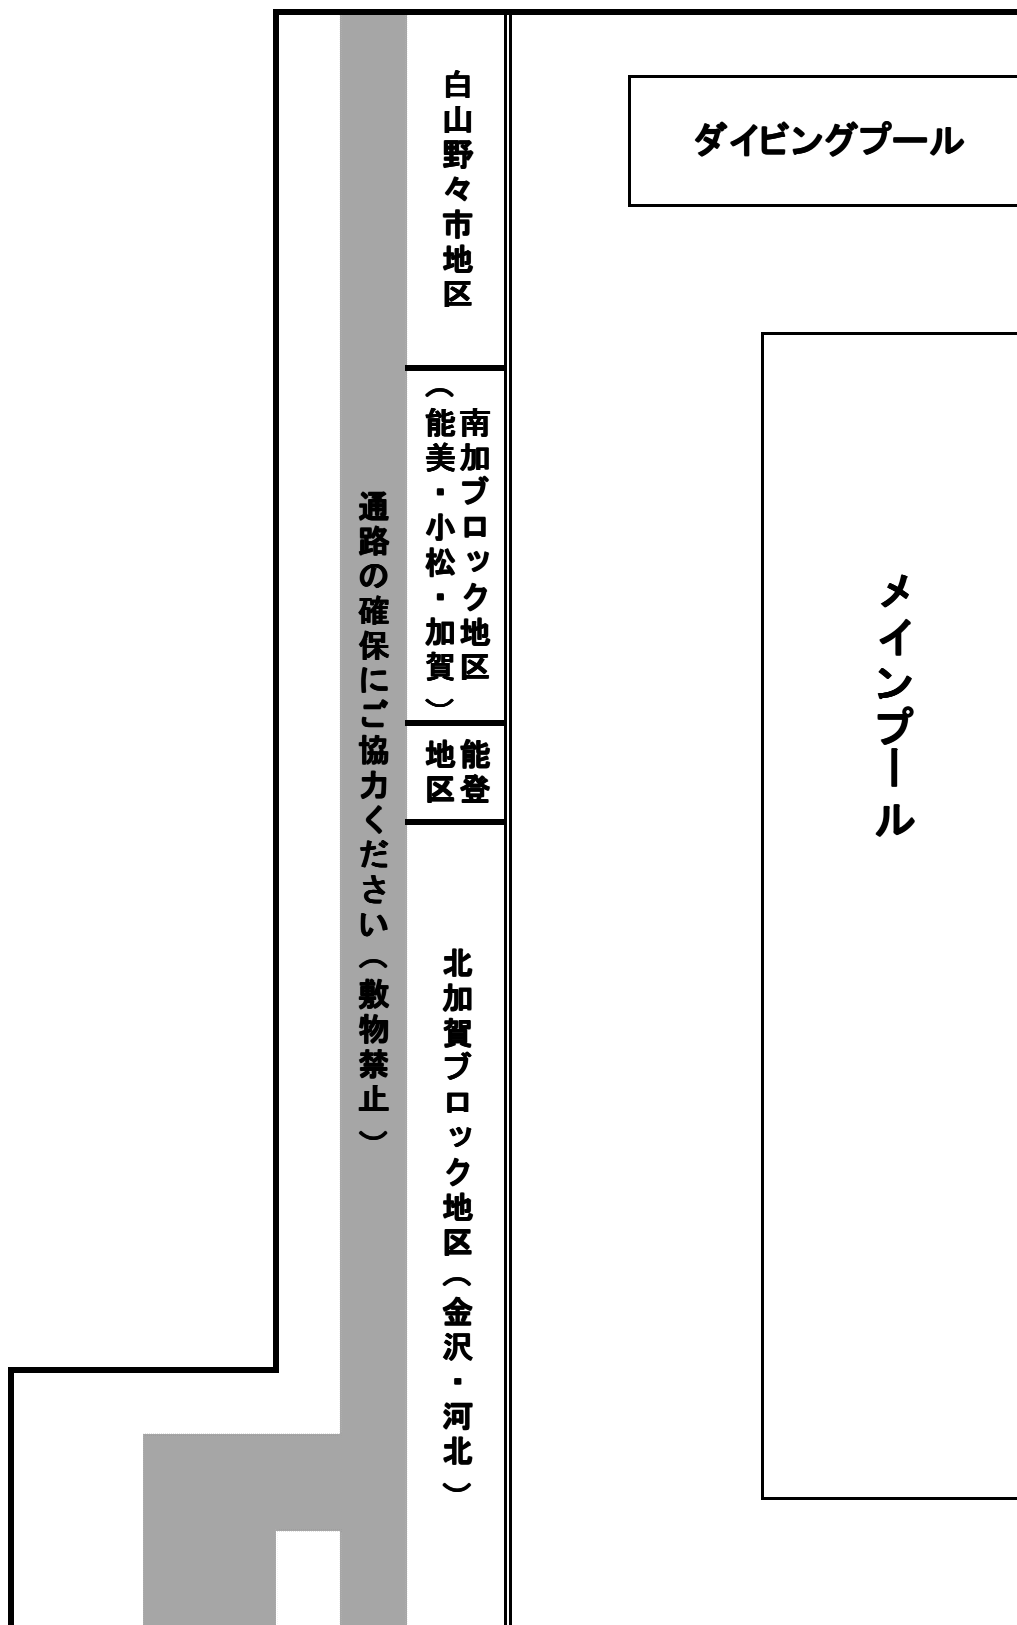 ダイビングプール
メインプール
白山野々市地区
南加ブロック地区
（能美・小松・加賀）
能登
地区
北加賀ブロック地区（金沢・河北）
通路の確保にご協力ください（敷物禁止）